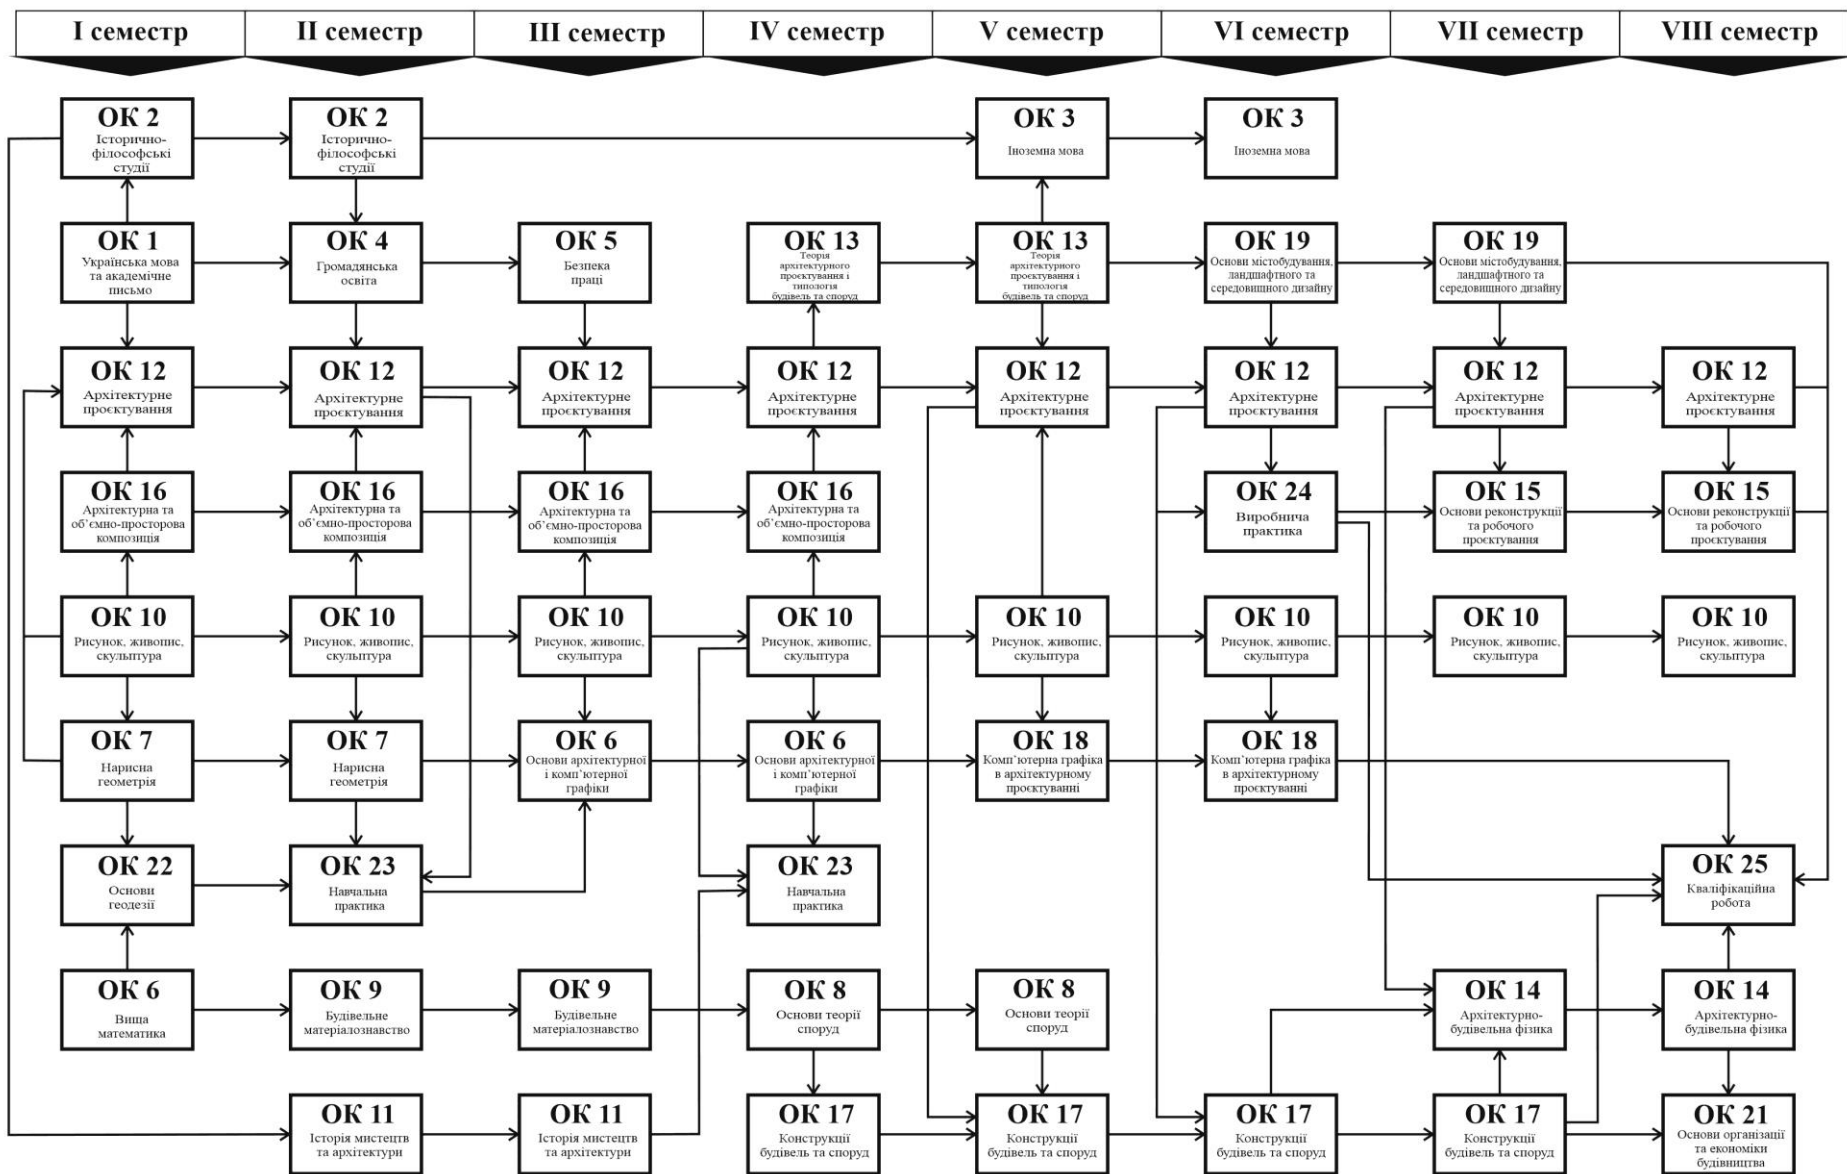 I семестр
II семестр
III семестр
IV семестр
V семестр
VI семестр
VII семестр
VIII семестр
ОК 2
Історично-
філософські
студії
ОК 2
Історично-
філософські
студії
ОК 3
Іноземна мова
ОК 3
Іноземна мова
ОК 1
Українська мова
та академічне
письмо
ОК 4
Громадянська
освіта
ОК 5
Безпека
праці
ОК 13
Теорія
архітектурного
проєктування і
типологія
будівель та споруд
ОК 13
Теорія
архітектурного
проєктування і
типологія
будівель та споруд
ОК 19
Основи містобудування,
ландшафтного та
середовищного дизайну
ОК 19
Основи містобудування,
ландшафтного та
середовищного дизайну
ОК 12
Архітектурне
проєктування
ОК 12
Архітектурне
проєктування
ОК 12
Архітектурне
проєктування
ОК 12
Архітектурне
проєктування
ОК 12
Архітектурне
проєктування
ОК 12
Архітектурне
проєктування
ОК 12
Архітектурне
проєктування
ОК 12
Архітектурне
проєктування
ОК 16
Архітектурна та
об’ємно-просторова
композиція
ОК 16
Архітектурна та
об’ємно-просторова
композиція
ОК 16
Архітектурна та
об’ємно-просторова
композиція
ОК 16
Архітектурна та
об’ємно-просторова
композиція
ОК 24
Виробнича
практика
ОК 15
Основи реконструкції
та робочого
проєктування
ОК 15
Основи реконструкції
та робочого
проєктування
ОК 10
Рисунок, живопис,
скульптура
ОК 10
Рисунок, живопис,
скульптура
ОК 10
Рисунок, живопис,
скульптура
ОК 10
Рисунок, живопис,
скульптура
ОК 10
Рисунок, живопис,
скульптура
ОК 10
Рисунок, живопис,
скульптура
ОК 10
Рисунок, живопис,
скульптура
ОК 10
Рисунок, живопис,
скульптура
ОК 7
Нарисна
геометрія
ОК 7
Нарисна
геометрія
ОК 6
Основи архітектурної
і комп’ютерної
графіки
ОК 6
Основи архітектурної
і комп’ютерної
графіки
ОК 18
Комп’ютерна графіка
в архітектурному
проєктуванні
ОК 18
Комп’ютерна графіка
в архітектурному
проєктуванні
ОК 22
Основи
геодезії
ОК 23
Навчальна
практика
ОК 23
Навчальна
практика
ОК 25
Кваліфікаційна
робота
ОК 6
Вища
математика
ОК 9
Будівельне
матеріалознавство
ОК 9
Будівельне
матеріалознавство
ОК 8
Основи теорії
споруд
ОК 8
Основи теорії
споруд
ОК 14
Архітектурно-
будівельна фізика
ОК 14
Архітектурно-
будівельна фізика
ОК 11
Історія мистецтв
та архітектури
ОК 11
Історія мистецтв
та архітектури
ОК 17
Конструкції
будівель та споруд
ОК 17
Конструкції
будівель та споруд
ОК 17
Конструкції
будівель та споруд
ОК 17
Конструкції
будівель та споруд
ОК 21
Основи організації
та економіки
будівництва